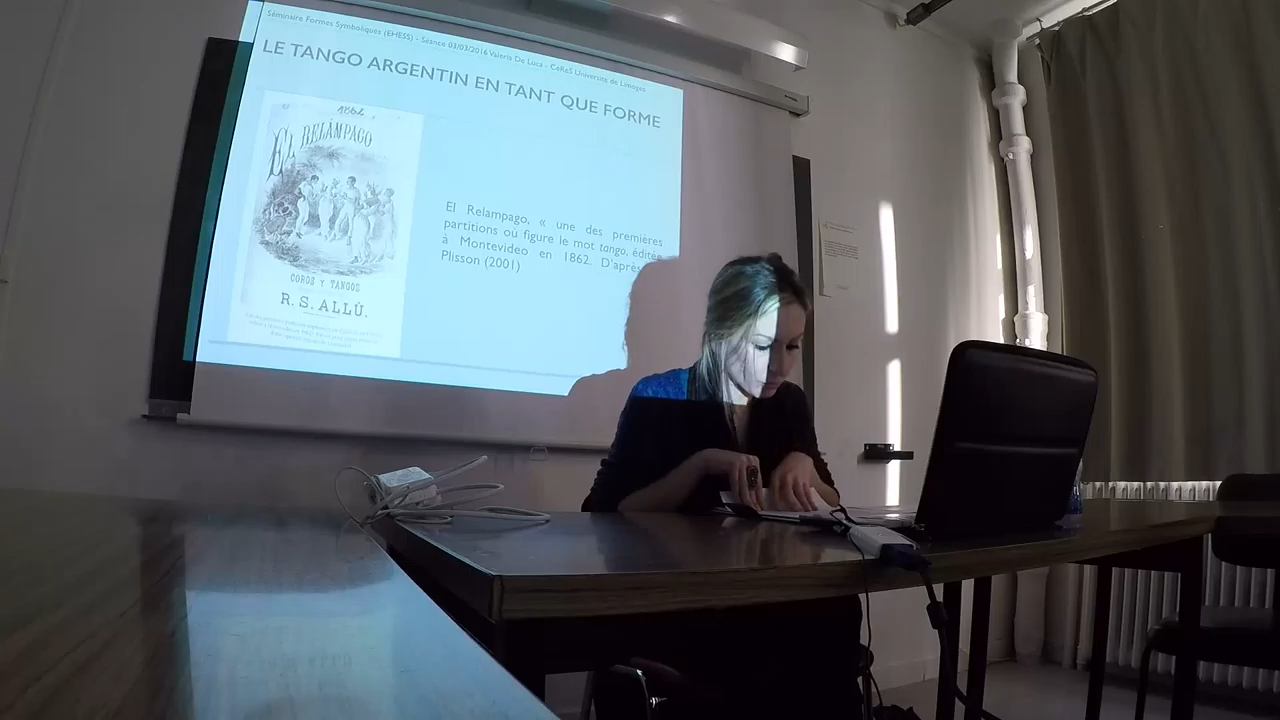 Séminaire Formes Symboliques (EHESS) - Séance 03/03/2016 Valeria De Luca - CeReS Université de Limoges
LE TANGO ARGENTIN EN TANT QUE FORME
1862
EL RELÁMPAGO
COROS Y TANGOS
R. S. ALLÚ.
El Relampago, « une des premières
partitions où figure le mot tango, éditée
à Montevideo en 1862. D'après
Plisson (2001)